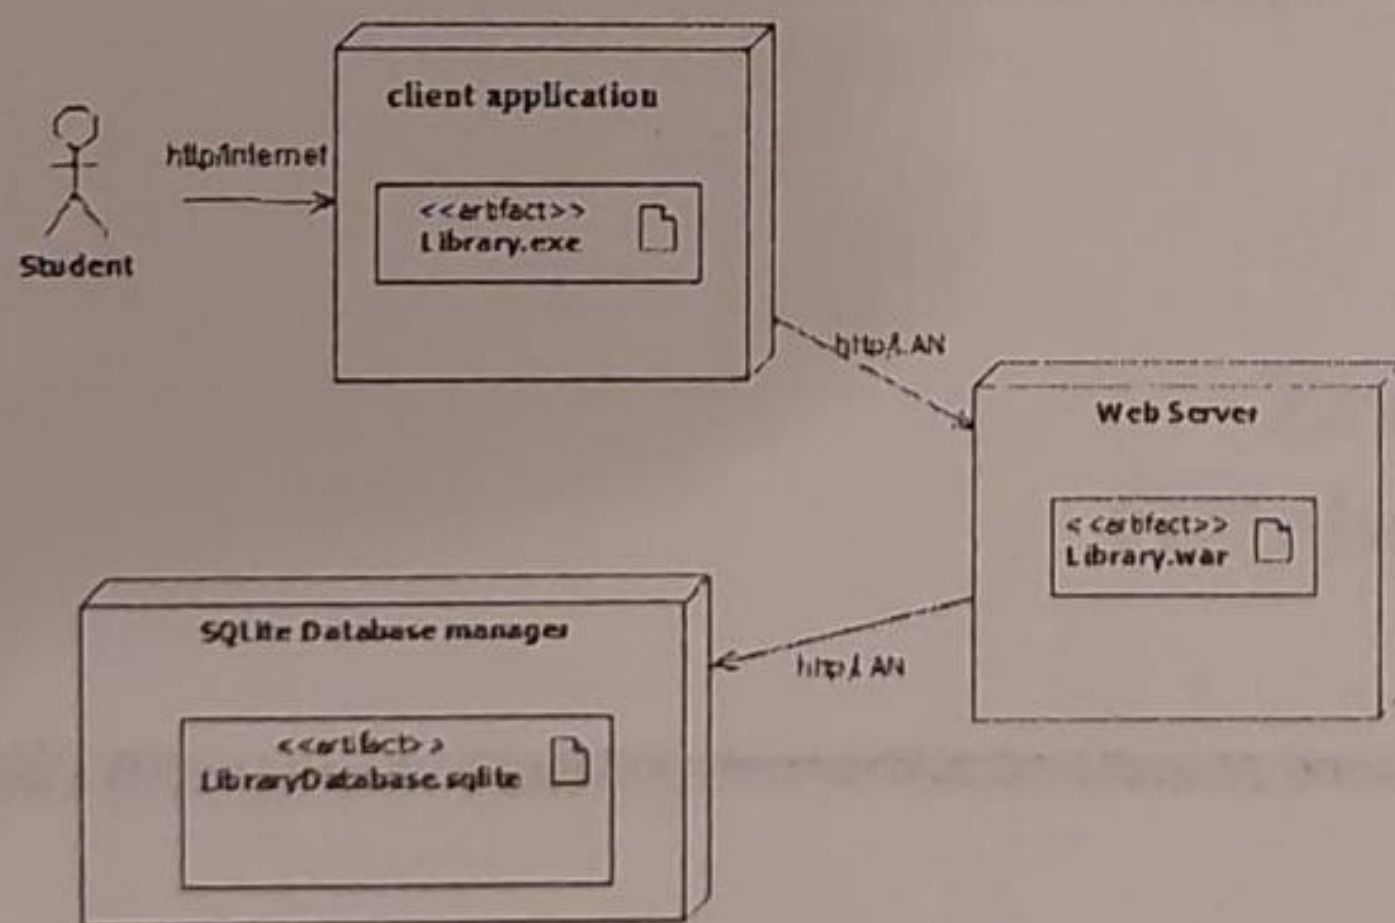 client application
http/internet
<<artifact>>
Library.exe
Student
http/LAN
Web Server
<<artifact>>
Library.war
SQLite Database manager
http/LAN
<<artifact>>
LibraryDatabase.sqlite